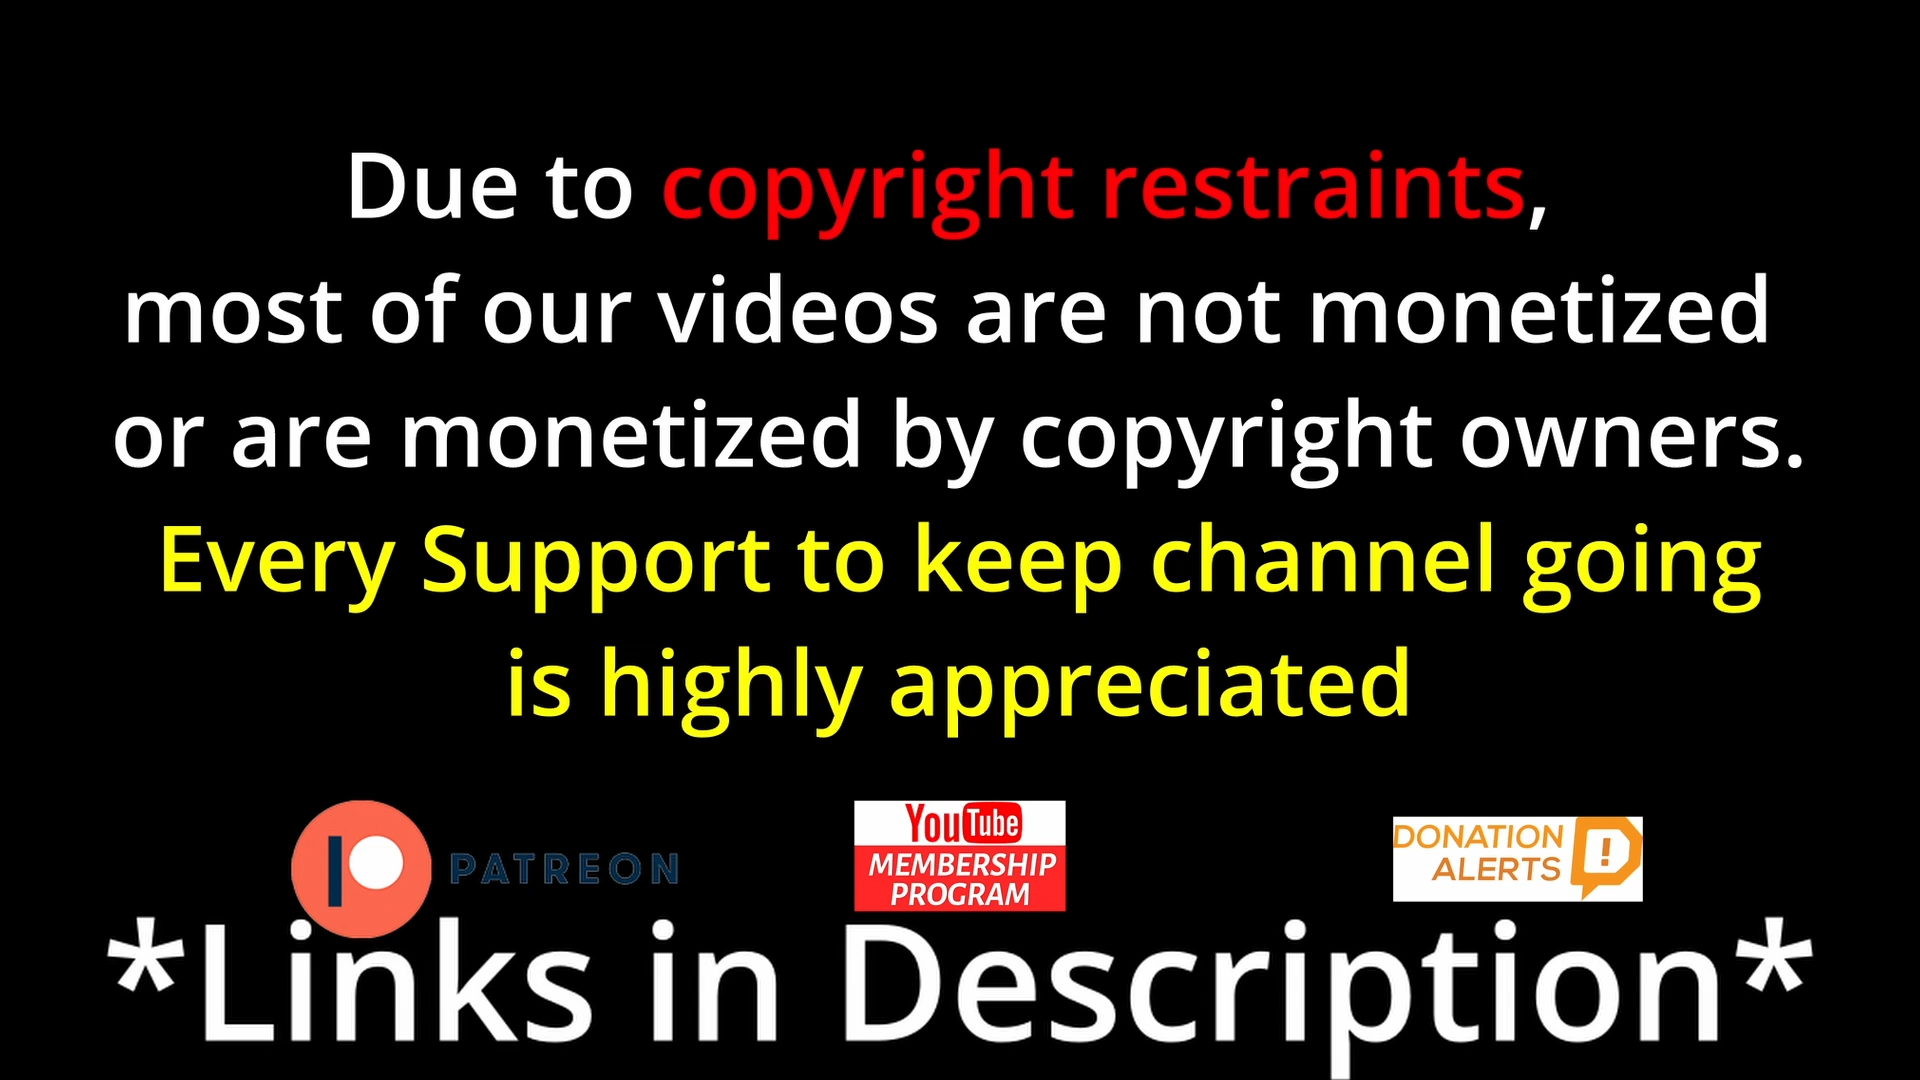 Due to copyright restraints,
most of our videos are not monetized
or are monetized by copyright owners.
Every Support to keep channel going
is highly appreciated
PATREON
YouTube
MEMBERSHIP
PROGRAM
DONATION
ALERTS
*Links in Description*